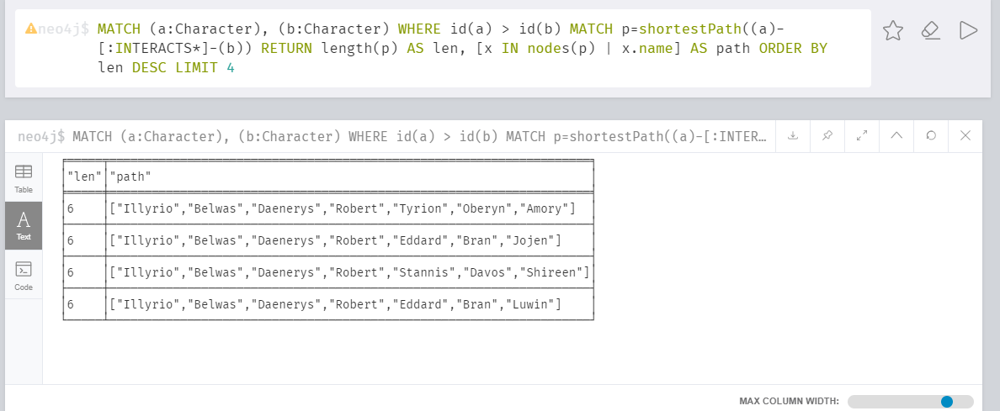 neo4j$ MATCH (a:Character), (b:Character) WHERE id(a) > id(b) MATCH p=shortestPath((a)-
[:INTERACTS*]-(b)) RETURN length(p) AS len, [x IN nodes(p) | x.name] AS path ORDER BY
len DESC LIMIT 4
neo4j$ MATCH (a:Character), (b:Character) WHERE id(a) > id(b) MATCH p=shortestPath((a)-[:INTER…
Table
A
Text
Code
"len" "path"
6 ["Illyrio","Belwas","Daenerys","Robert","Tyrion","Oberyn","Amory"]
6 ["Illyrio","Belwas","Daenerys","Robert","Eddard","Bran","Jojen"]
6 ["Illyrio","Belwas","Daenerys","Robert","Stannis","Davos","Shireen"]
6 ["Illyrio","Belwas","Daenerys","Robert","Eddard","Bran","Luwin"]
MAX COLUMN WIDTH: